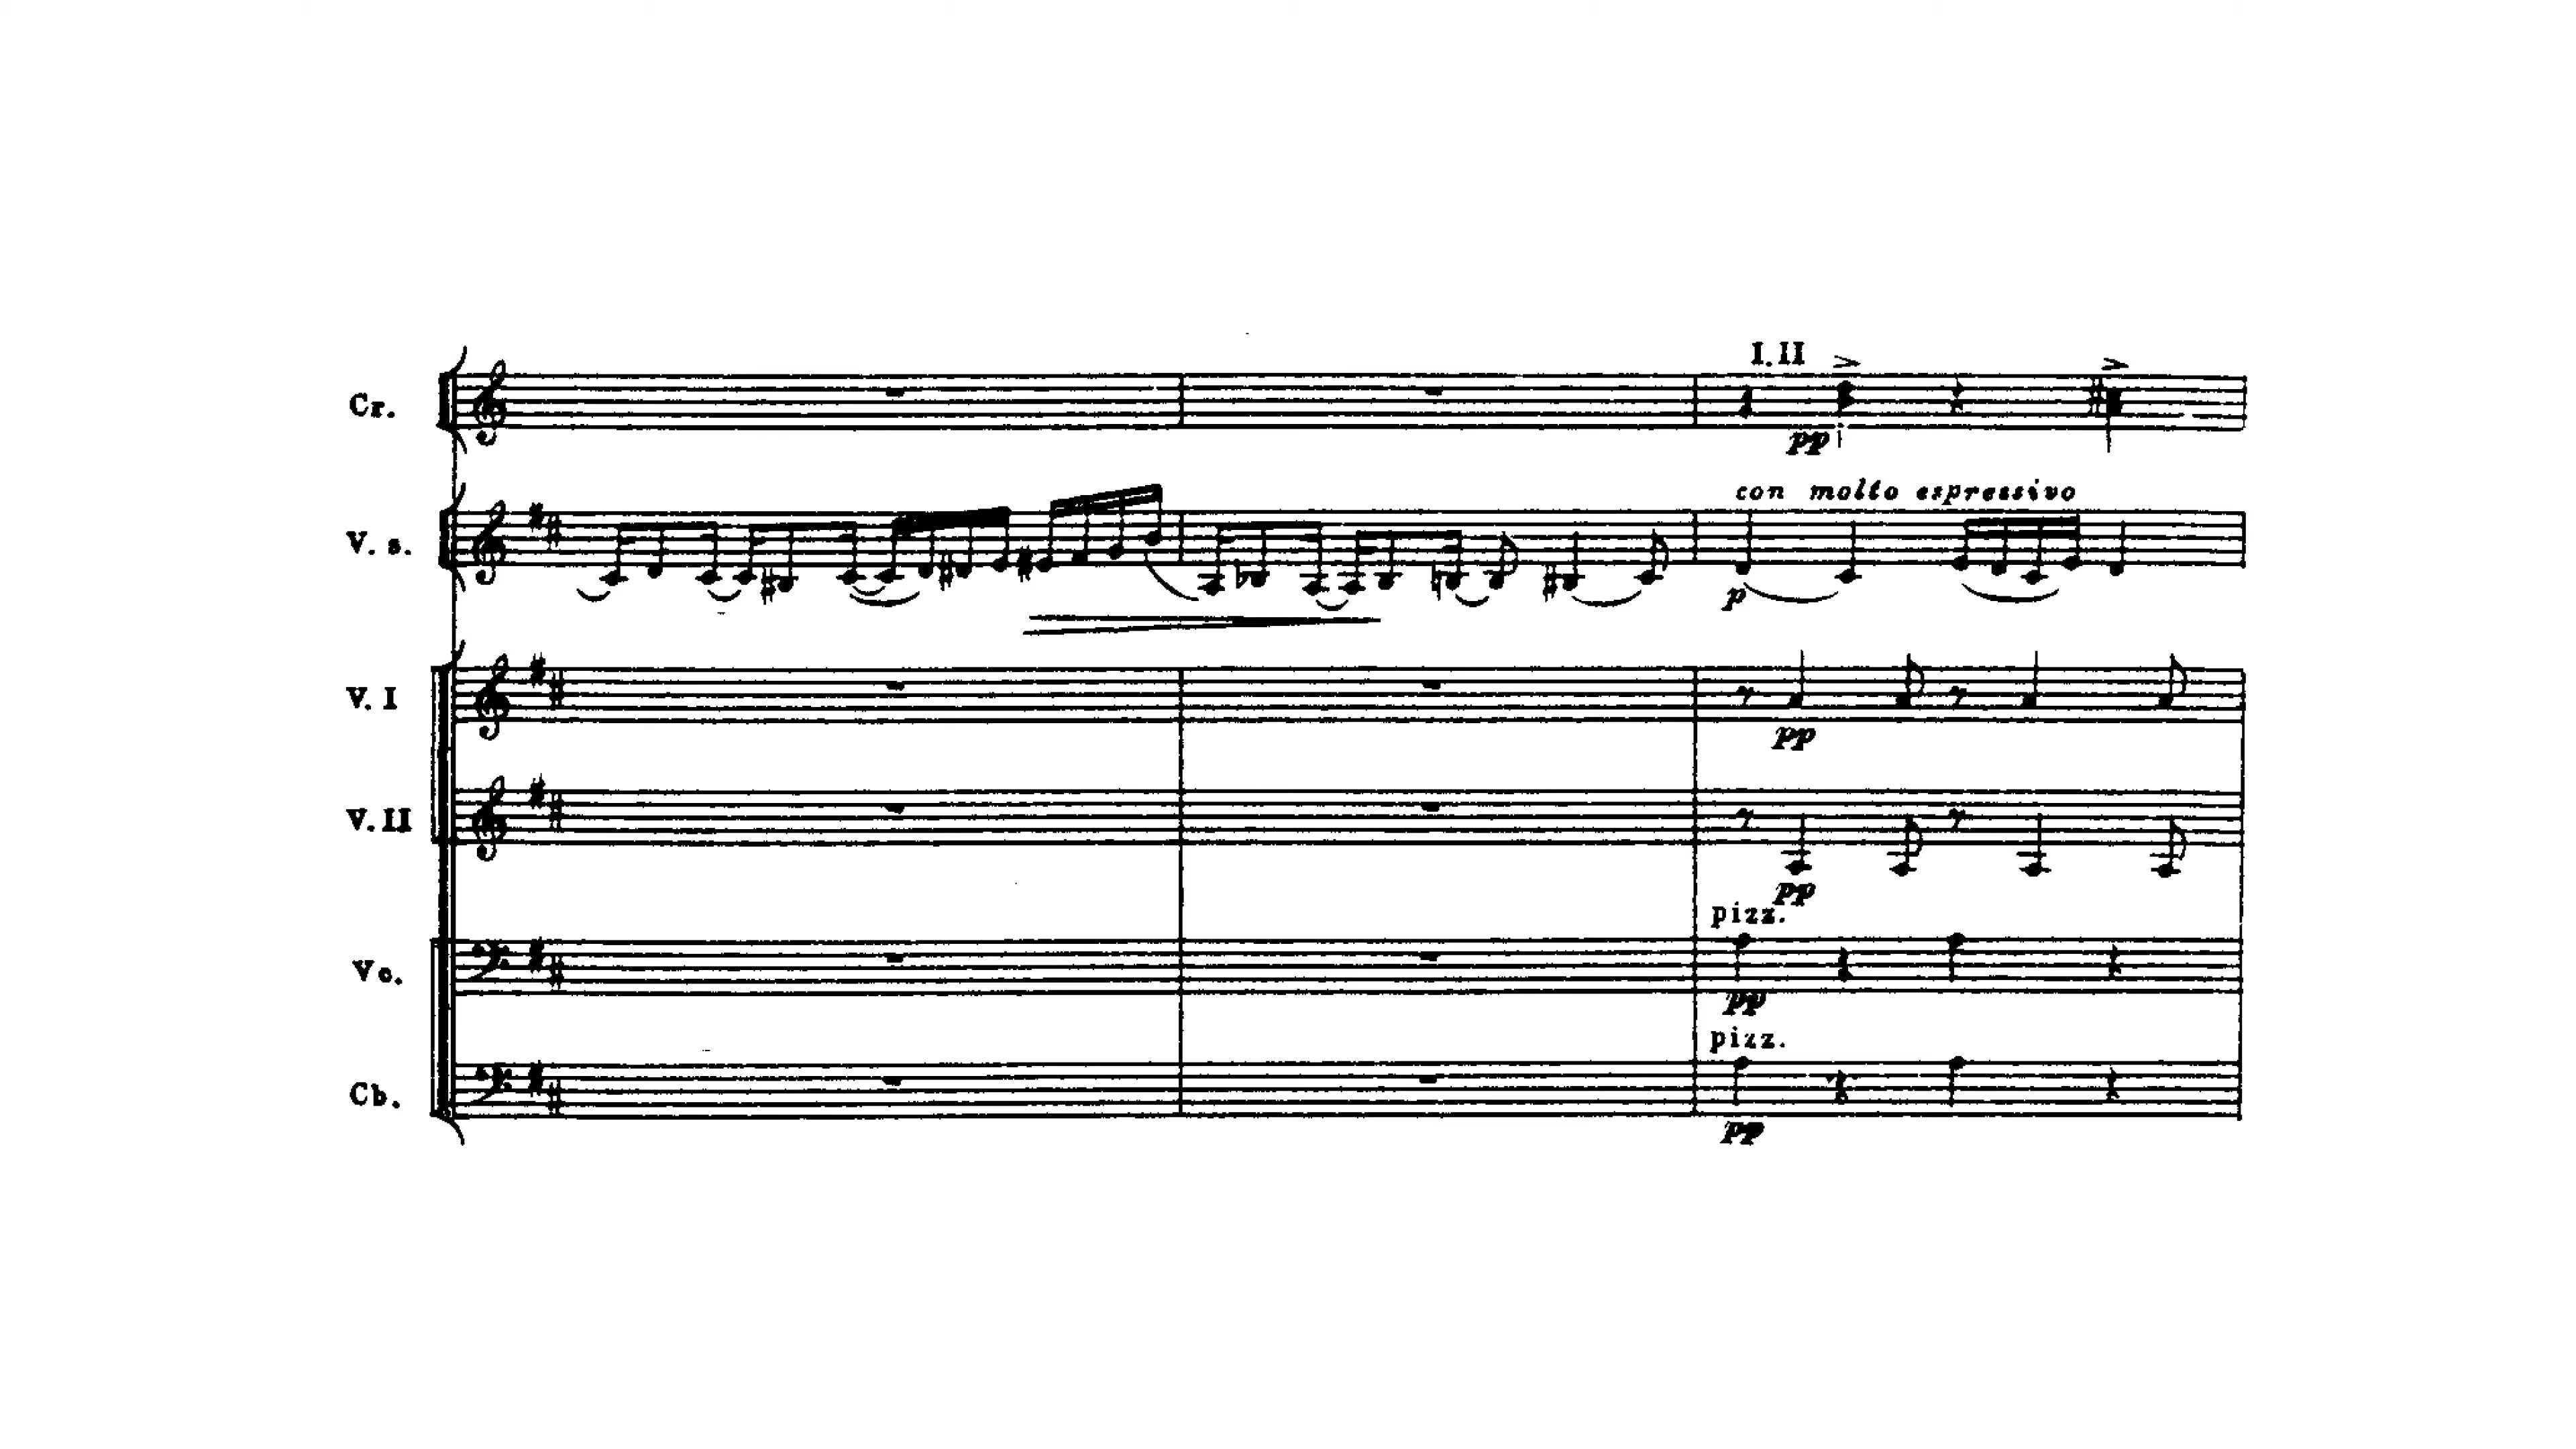 I. II
Cr.
pp
con molto espressivo
V. s.
p
V. I
pp
V. II
pp
pizz.
Vc.
pp
pizz.
Cb.
pp